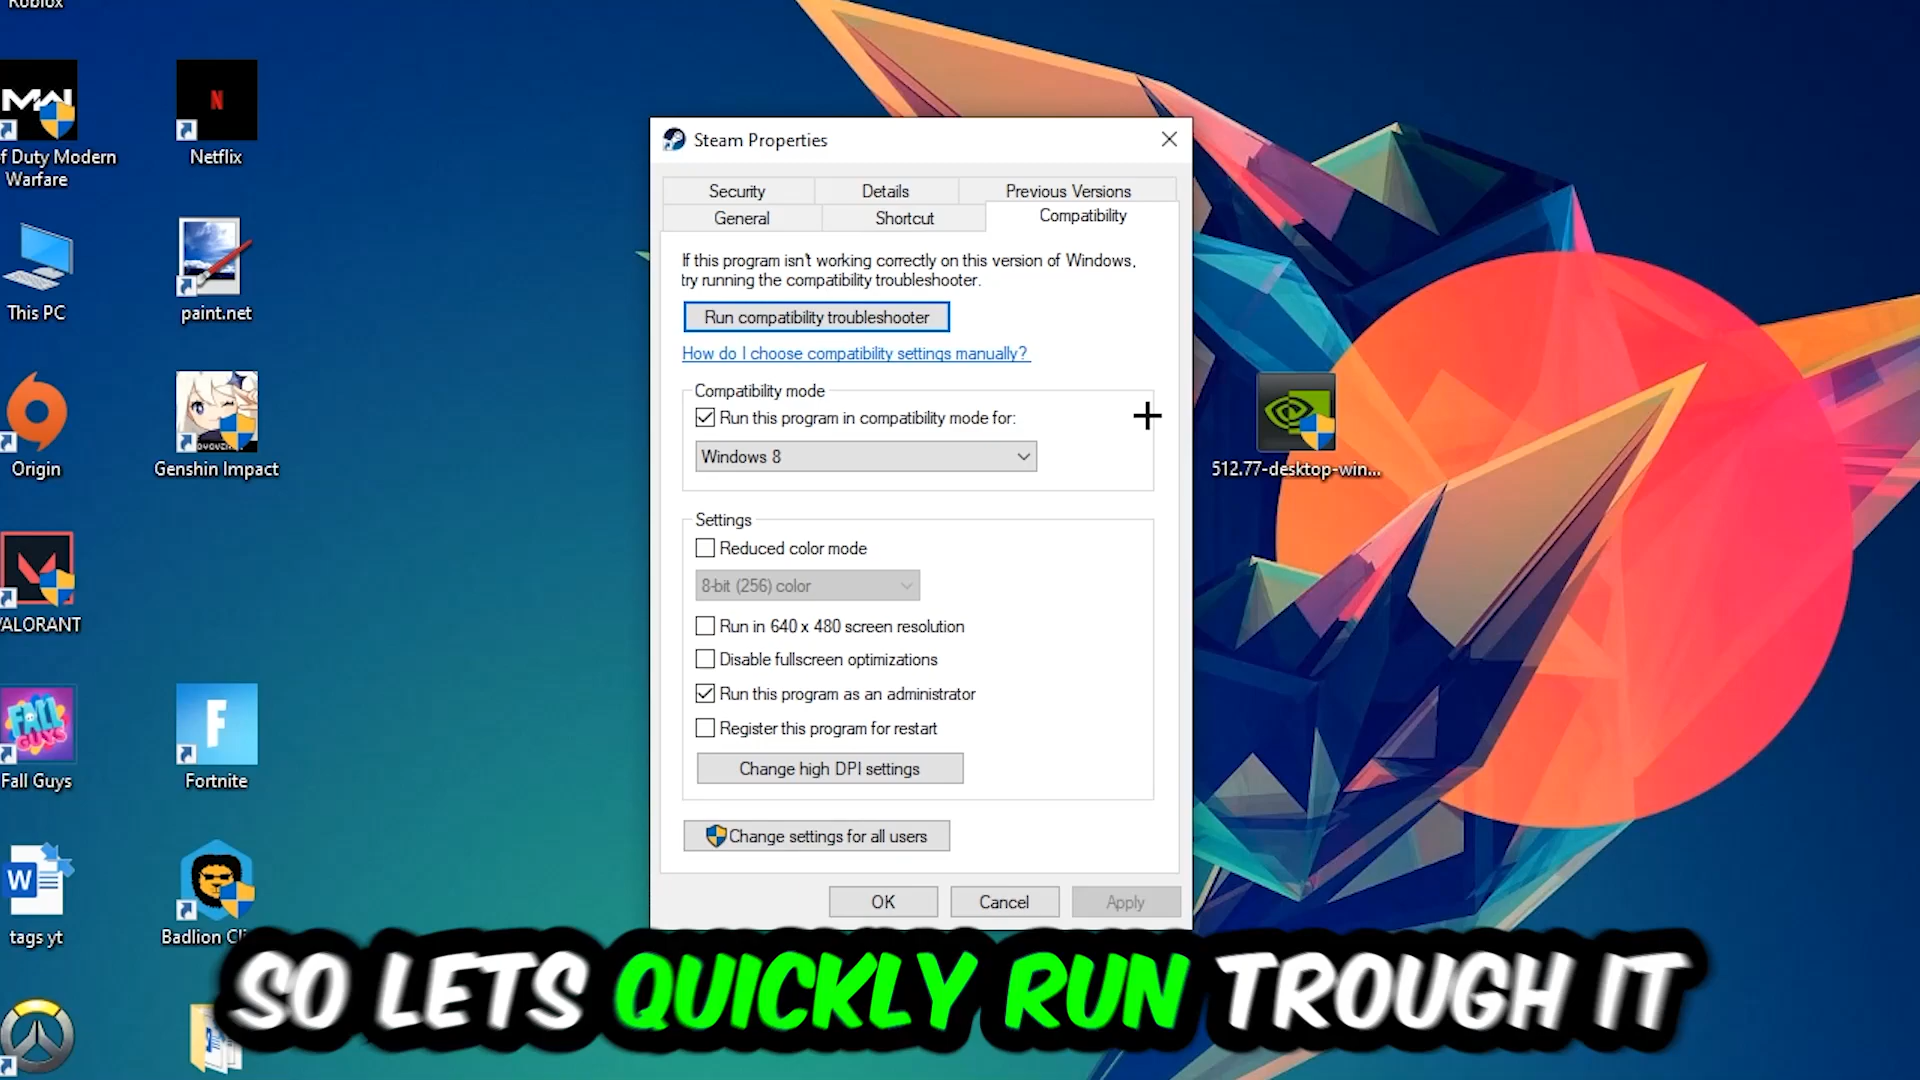 Roblox
MW
of Duty Modern
Warfare
N
Netflix
This PC
paint.net
Origin
Genshin Impact
VALORANT
FALL
GUYS
Fall Guys
F
Fortnite
W
tags yt
Badlion Cli
Steam Properties
Security
Details
Previous Versions
General
Shortcut
Compatibility
If this program isn't working correctly on this version of Windows,
try running the compatibility troubleshooter.
Run compatibility troubleshooter
How do I choose compatibility settings manually?
Compatibility mode
Run this program in compatibility mode for:
Windows 8
Settings
Reduced color mode
8-bit (256) color
Run in 640 x 480 screen resolution
Disable fullscreen optimizations
Run this program as an administrator
Register this program for restart
Change high DPI settings
Change settings for all users
OK
Cancel
Apply
512.77-desktop-win...
SO LETS QUICKLY RUN TROUGH IT